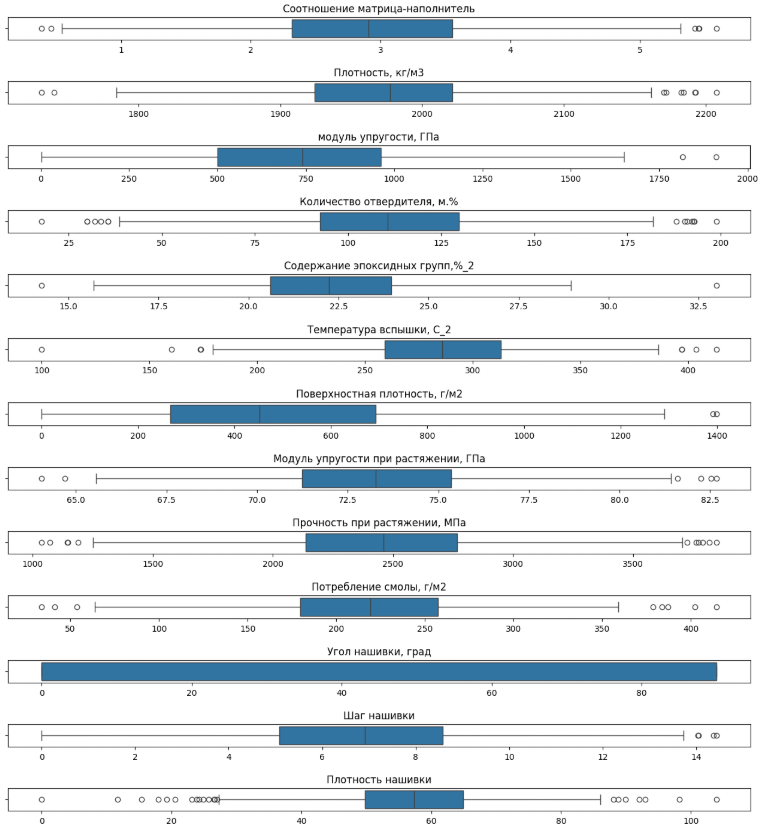 Соотношение матрица-наполнитель
1 2 3 4 5
Плотность, кг/м3
1800 1900 2000 2100 2200
модуль упругости, ГПа
0 250 500 750 1000 1250 1500 1750 2000
Количество отвердителя, м.%
25 50 75 100 125 150 175 200
Содержание эпоксидных групп,%_2
15.0 17.5 20.0 22.5 25.0 27.5 30.0 32.5
Температура вспышки, С_2
100 150 200 250 300 350 400
Поверхностная плотность, г/м2
0 200 400 600 800 1000 1200 1400
Модуль упругости при растяжении, ГПа
65.0 67.5 70.0 72.5 75.0 77.5 80.0 82.5
Прочность при растяжении, МПа
1000 1500 2000 2500 3000 3500
Потребление смолы, г/м2
50 100 150 200 250 300 350 400
Угол нашивки, град
0 20 40 60 80
Шаг нашивки
0 2 4 6 8 10 12 14
Плотность нашивки
0 20 40 60 80 100